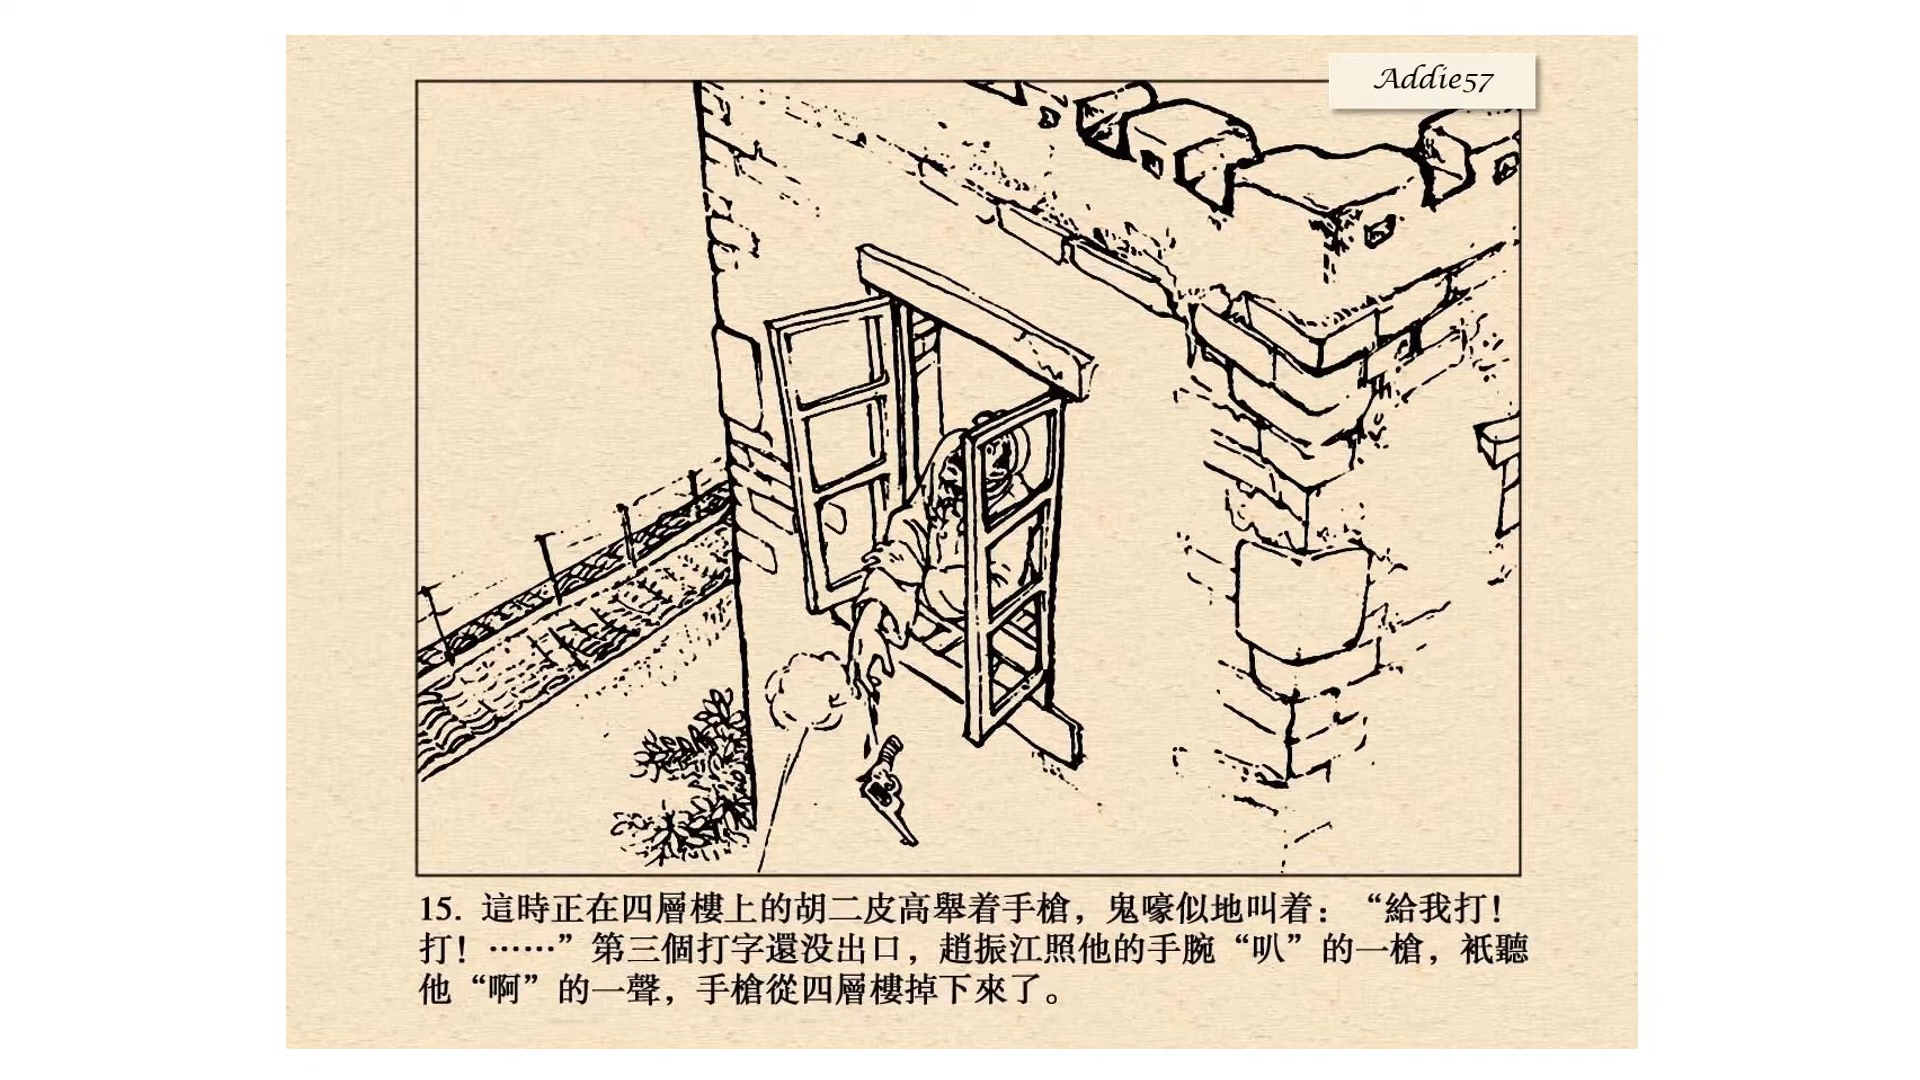 Addie57
15. 這時正在四層樓上的胡二皮高舉着手槍，鬼嚎似地叫着：“給我打！
打！……”第三個打字還没出口，趙振江照他的手腕“叭”的一槍，衹聽
他“啊”的一聲，手槍從四層樓掉下來了。